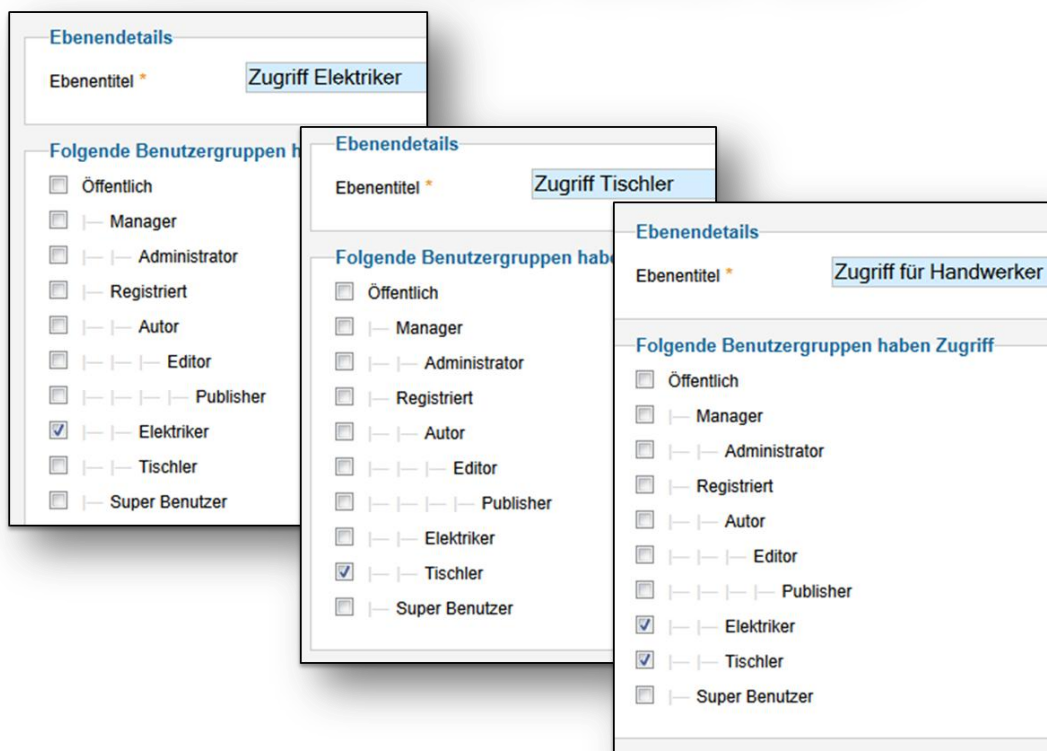 Ebenendetails
Ebenentitel * Zugriff Elektriker
Folgende Benutzergruppen h
Öffentlich
|— Manager
|— |— Administrator
|— Registriert
|— |— Autor
|— |— |— Editor
|— |— |— |— Publisher
|— |— Elektriker
|— |— Tischler
|— Super Benutzer
Ebenendetails
Ebenentitel * Zugriff Tischler
Folgende Benutzergruppen habe
Öffentlich
|— Manager
|— |— Administrator
|— Registriert
|— |— Autor
|— |— |— Editor
|— |— |— |— Publisher
|— |— Elektriker
|— |— Tischler
|— Super Benutzer
Ebenendetails
Ebenentitel * Zugriff für Handwerker
Folgende Benutzergruppen haben Zugriff
Öffentlich
|— Manager
|— |— Administrator
|— Registriert
|— |— Autor
|— |— |— Editor
|— |— |— |— Publisher
|— |— Elektriker
|— |— Tischler
|— Super Benutzer